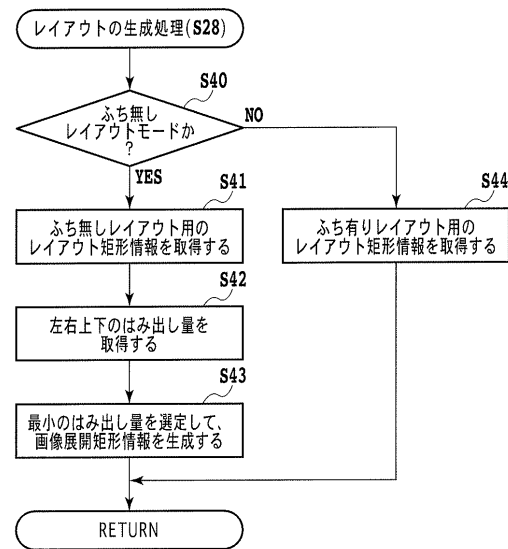 レイアウトの生成処理(S28)
S40
ふち無し
レイアウトモードか
?
NO
YES
S41
ふち無しレイアウト用の
レイアウト矩形情報を取得する
S44
ふち有りレイアウト用の
レイアウト矩形情報を取得する
S42
左右上下のはみ出し量を
取得する
S43
最小のはみ出し量を選定して、
画像展開矩形情報を生成する
RETURN